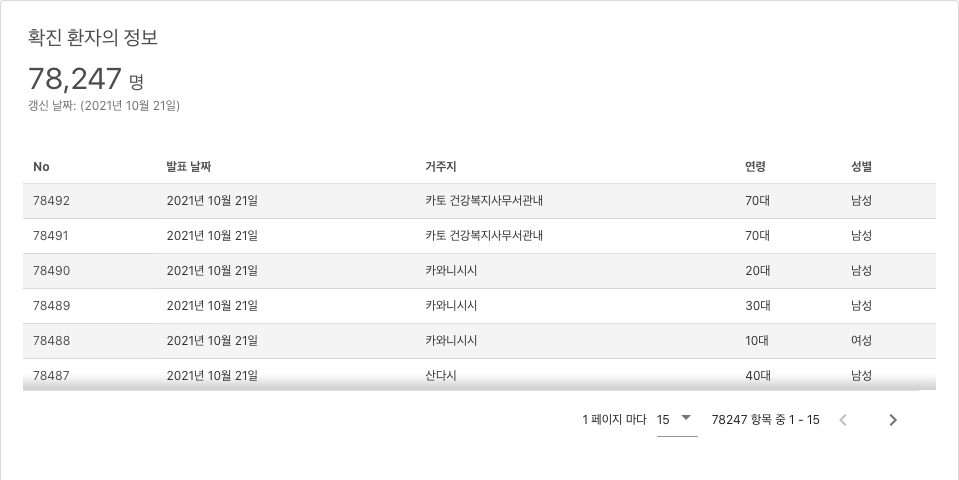 확진 환자의 정보
78,247 명
갱신 날짜: (2021년 10월 21일)
No 발표 날짜 거주지 연령 성별
78492 2021년 10월 21일 카토 건강복지사무서관내 70대 남성
78491 2021년 10월 21일 카토 건강복지사무서관내 70대 남성
78490 2021년 10월 21일 카와니시시 20대 남성
78489 2021년 10월 21일 카와니시시 30대 남성
78488 2021년 10월 21일 카와니시시 10대 여성
78487 2021년 10월 21일 산다시 40대 남성
1 페이지 마다 15 78247 항목 중 1 - 15